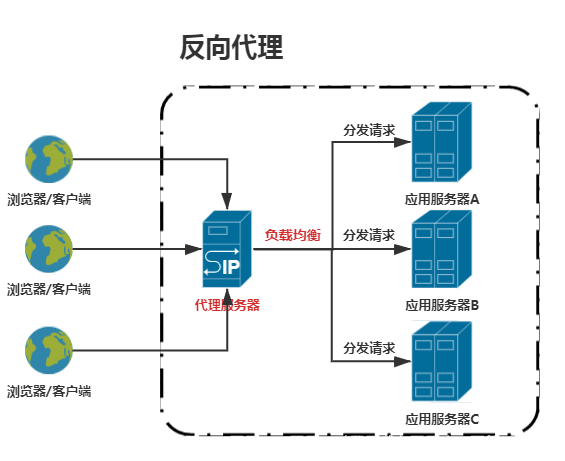 反向代理
分发请求
浏览器/客户端
应用服务器A
负载均衡
分发请求
IP
浏览器/客户端
代理服务器
应用服务器B
分发请求
浏览器/客户端
应用服务器C